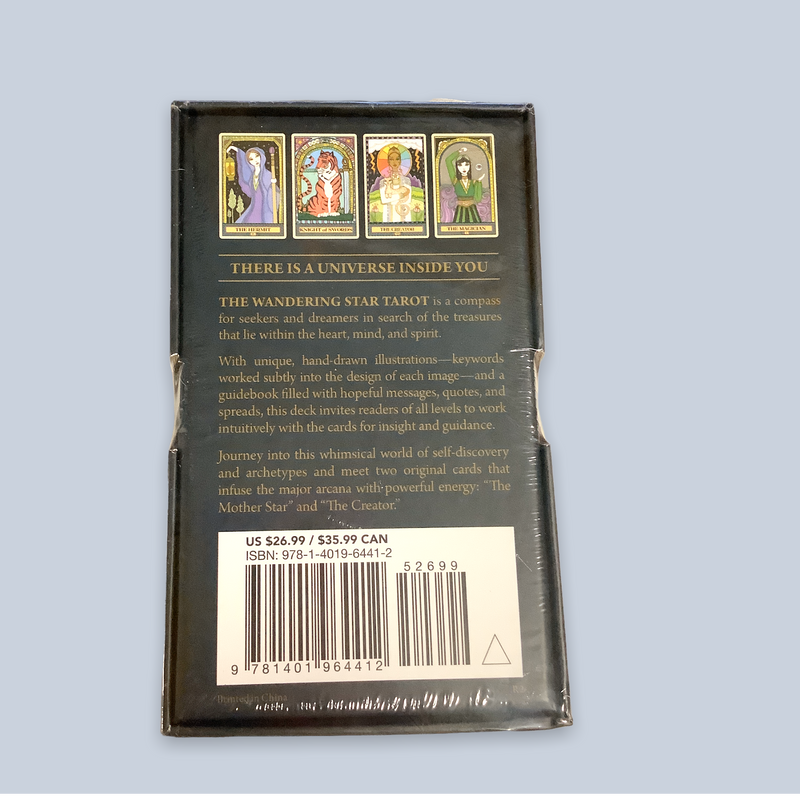 THE HERMIT
KNIGHT of SWORDS
THE CREATOR
THE MAGICIAN
THERE IS A UNIVERSE INSIDE YOU
THE WANDERING STAR TAROT is a compass
for seekers and dreamers in search of the treasures
that lie within the heart, mind, and spirit.
With unique, hand-drawn illustrations—keywords
worked subtly into the design of each image—and a
guidebook filled with hopeful messages, quotes, and
spreads, this deck invites readers of all levels to work
intuitively with the cards for insight and guidance.
Journey into this whimsical world of self-discovery
and archetypes and meet two original cards that
infuse the major arcana with powerful energy: “The
Mother Star” and “The Creator.”
US $26.99 / $35.99 CAN
ISBN: 978-1-4019-6441-2
52699
9 781401 964412
Printed in China